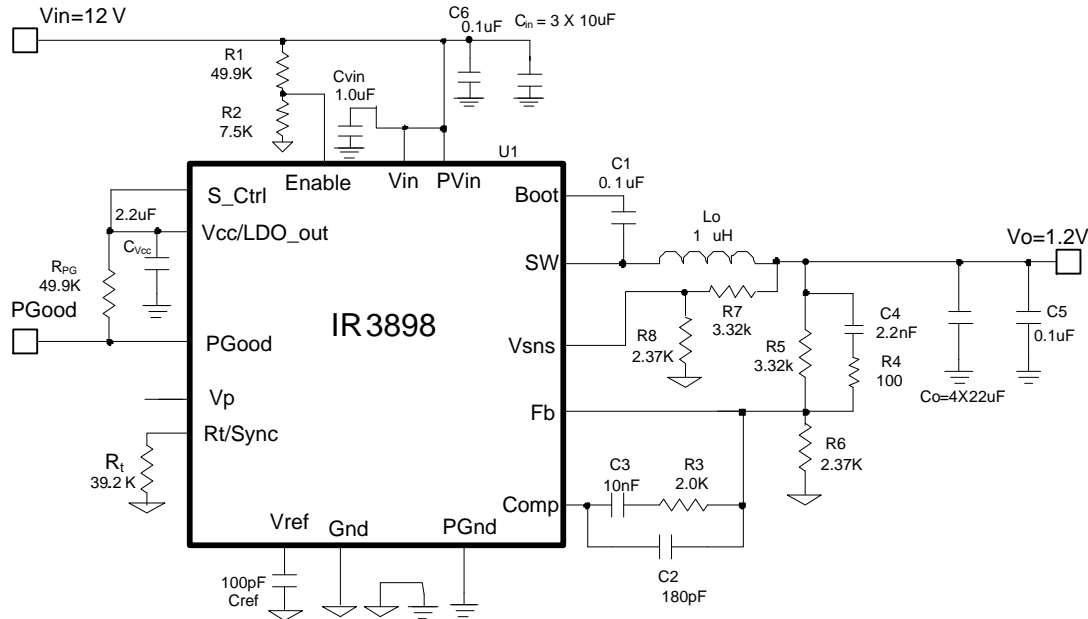 Vin=12 V
C6
0.1uF
Cin = 3 X 10uF
R1
49.9K
Cvin
1.0uF
R2
7.5K
U1
Enable
Vin
PVin
S_Ctrl
Boot
C1
0.1uF
2.2uF
Vcc/LDO_out
CVcc
Lo
1 uH
Vo=1.2V
SW
RPG
49.9K
PGood
IR3898
PGood
Vsns
R7
3.32k
R8
2.37K
R5
3.32k
C4
2.2nF
R4
100
C5
0.1uF
Co=4X22uF
Vp
Fb
Rt/Sync
Rt
39.2 K
R6
2.37K
C3
10nF
R3
2.0K
Comp
Vref
Gnd
PGnd
C2
180pF
100pF
Cref